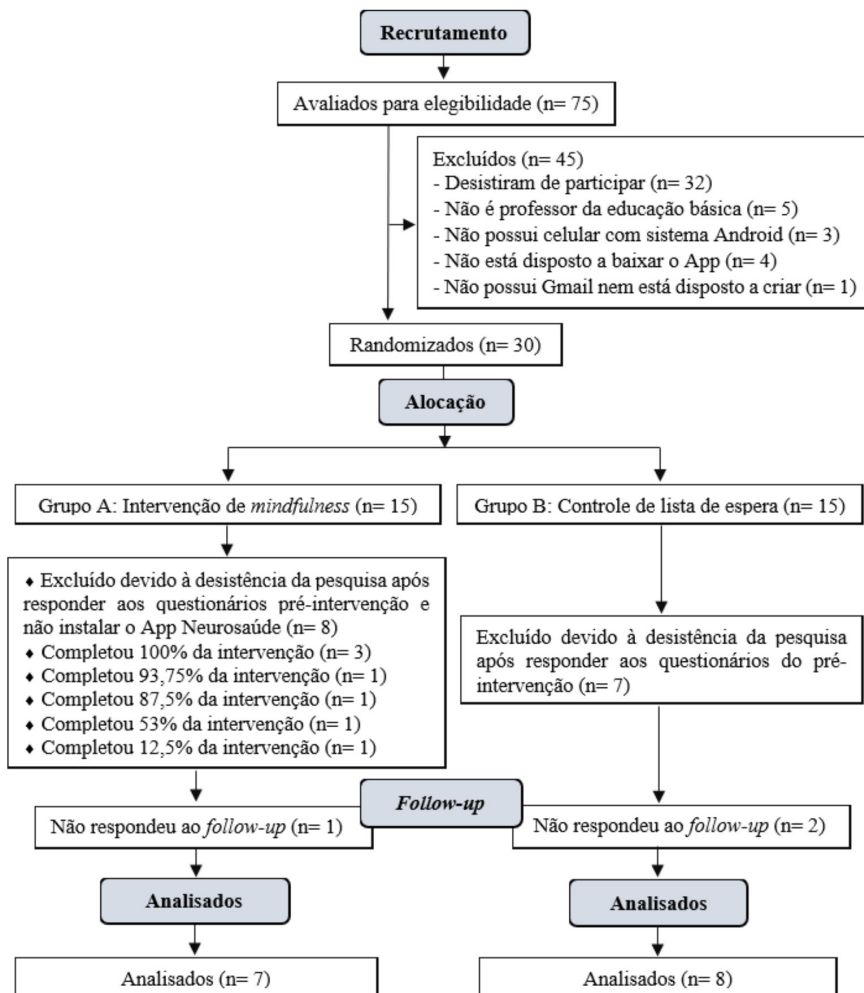 Recrutamento
Avaliados para elegibilidade (n= 75)
Excluídos (n= 45)
- Desistiram de participar (n= 32)
- Não é professor da educação básica (n= 5)
- Não possui celular com sistema Android (n= 3)
- Não está disposto a baixar o App (n= 4)
- Não possui Gmail nem está disposto a criar (n= 1)
Randomizados (n= 30)
Alocação
Grupo A: Intervenção de mindfulness (n= 15)
Grupo B: Controle de lista de espera (n= 15)
♦ Excluído devido à desistência da pesquisa após
responder aos questionários pré-intervenção e
não instalar o App Neurosaúde (n= 8)
♦ Completou 100% da intervenção (n= 3)
♦ Completou 93,75% da intervenção (n= 1)
♦ Completou 87,5% da intervenção (n= 1)
♦ Completou 53% da intervenção (n= 1)
♦ Completou 12,5% da intervenção (n= 1)
Excluído devido à desistência da pesquisa
após responder aos questionários do pré-
intervenção (n= 7)
Follow-up
Não respondeu ao follow-up (n= 1)
Não respondeu ao follow-up (n= 2)
Analisados
Analisados
Analisados (n= 7)
Analisados (n= 8)